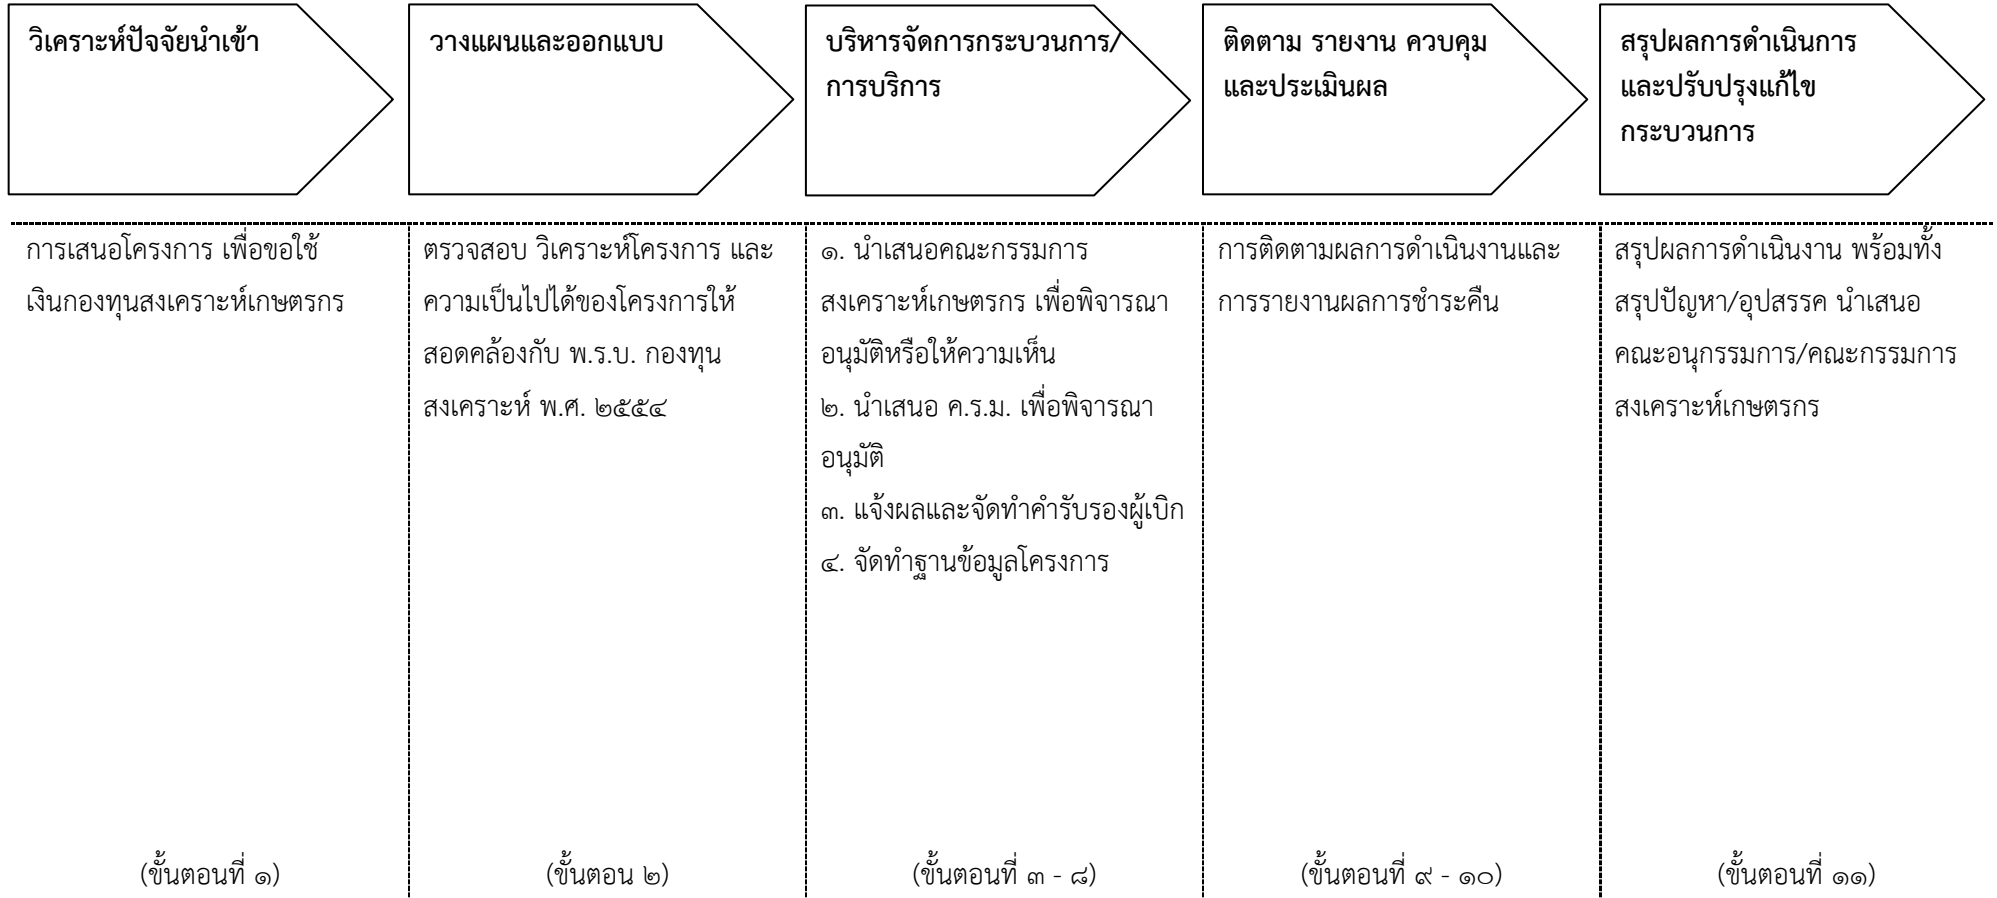 วิเคราะห์ปัจจัยนำเข้า
วางแผนและออกแบบ
บริหารจัดการกระบวนการ/
การบริการ
ติดตาม รายงาน ควบคุม
และประเมินผล
สรุปผลการดำเนินการ
และปรับปรุงแก้ไข
กระบวนการ
การเสนอโครงการ เพื่อขอใช้
เงินกองทุนสงเคราะห์เกษตรกร
(ขั้นตอนที่ ๑)
ตรวจสอบ วิเคราะห์โครงการ และ
ความเป็นไปได้ของโครงการให้
สอดคล้องกับ พ.ร.บ. กองทุน
สงเคราะห์ พ.ศ. ๒๕๕๔
(ขั้นตอน ๒)
๑. นำเสนอคณะกรรมการ
สงเคราะห์เกษตรกร เพื่อพิจารณา
อนุมัติหรือให้ความเห็น
๒. นำเสนอ ค.ร.ม. เพื่อพิจารณา
อนุมัติ
๓. แจ้งผลและจัดทำคำรับรองผู้เบิก
๔. จัดทำฐานข้อมูลโครงการ
(ขั้นตอนที่ ๓ - ๘)
การติดตามผลการดำเนินงานและ
การรายงานผลการชำระคืน
(ขั้นตอนที่ ๙ - ๑๐)
สรุปผลการดำเนินงาน พร้อมทั้ง
สรุปปัญหา/อุปสรรค นำเสนอ
คณะอนุกรรมการ/คณะกรรมการ
สงเคราะห์เกษตรกร
(ขั้นตอนที่ ๑๑)